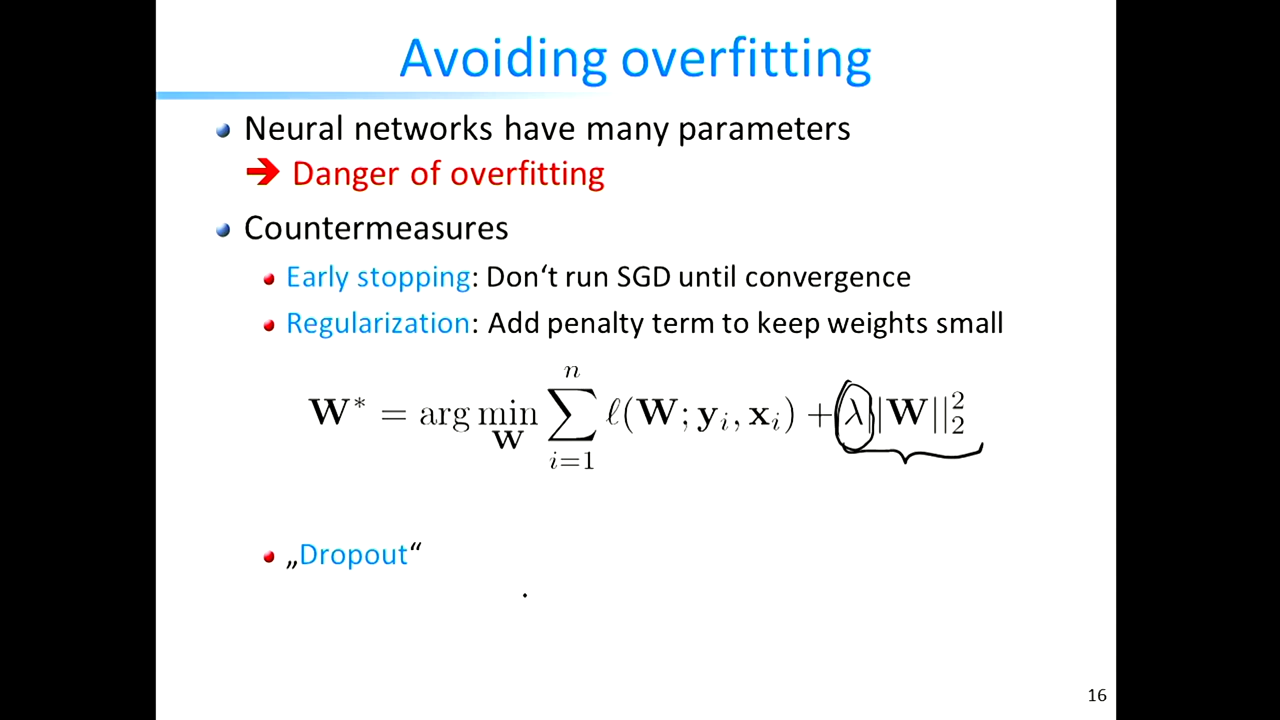 Avoiding overfitting
Neural networks have many parameters
➔ Danger of overfitting
Countermeasures
Early stopping: Don‘t run SGD until convergence
Regularization: Add penalty term to keep weights small
W* = arg min_W ∑_{i=1}^{n} ℓ(W; y_i, x_i) + λ||W||_2^2
„Dropout“
16